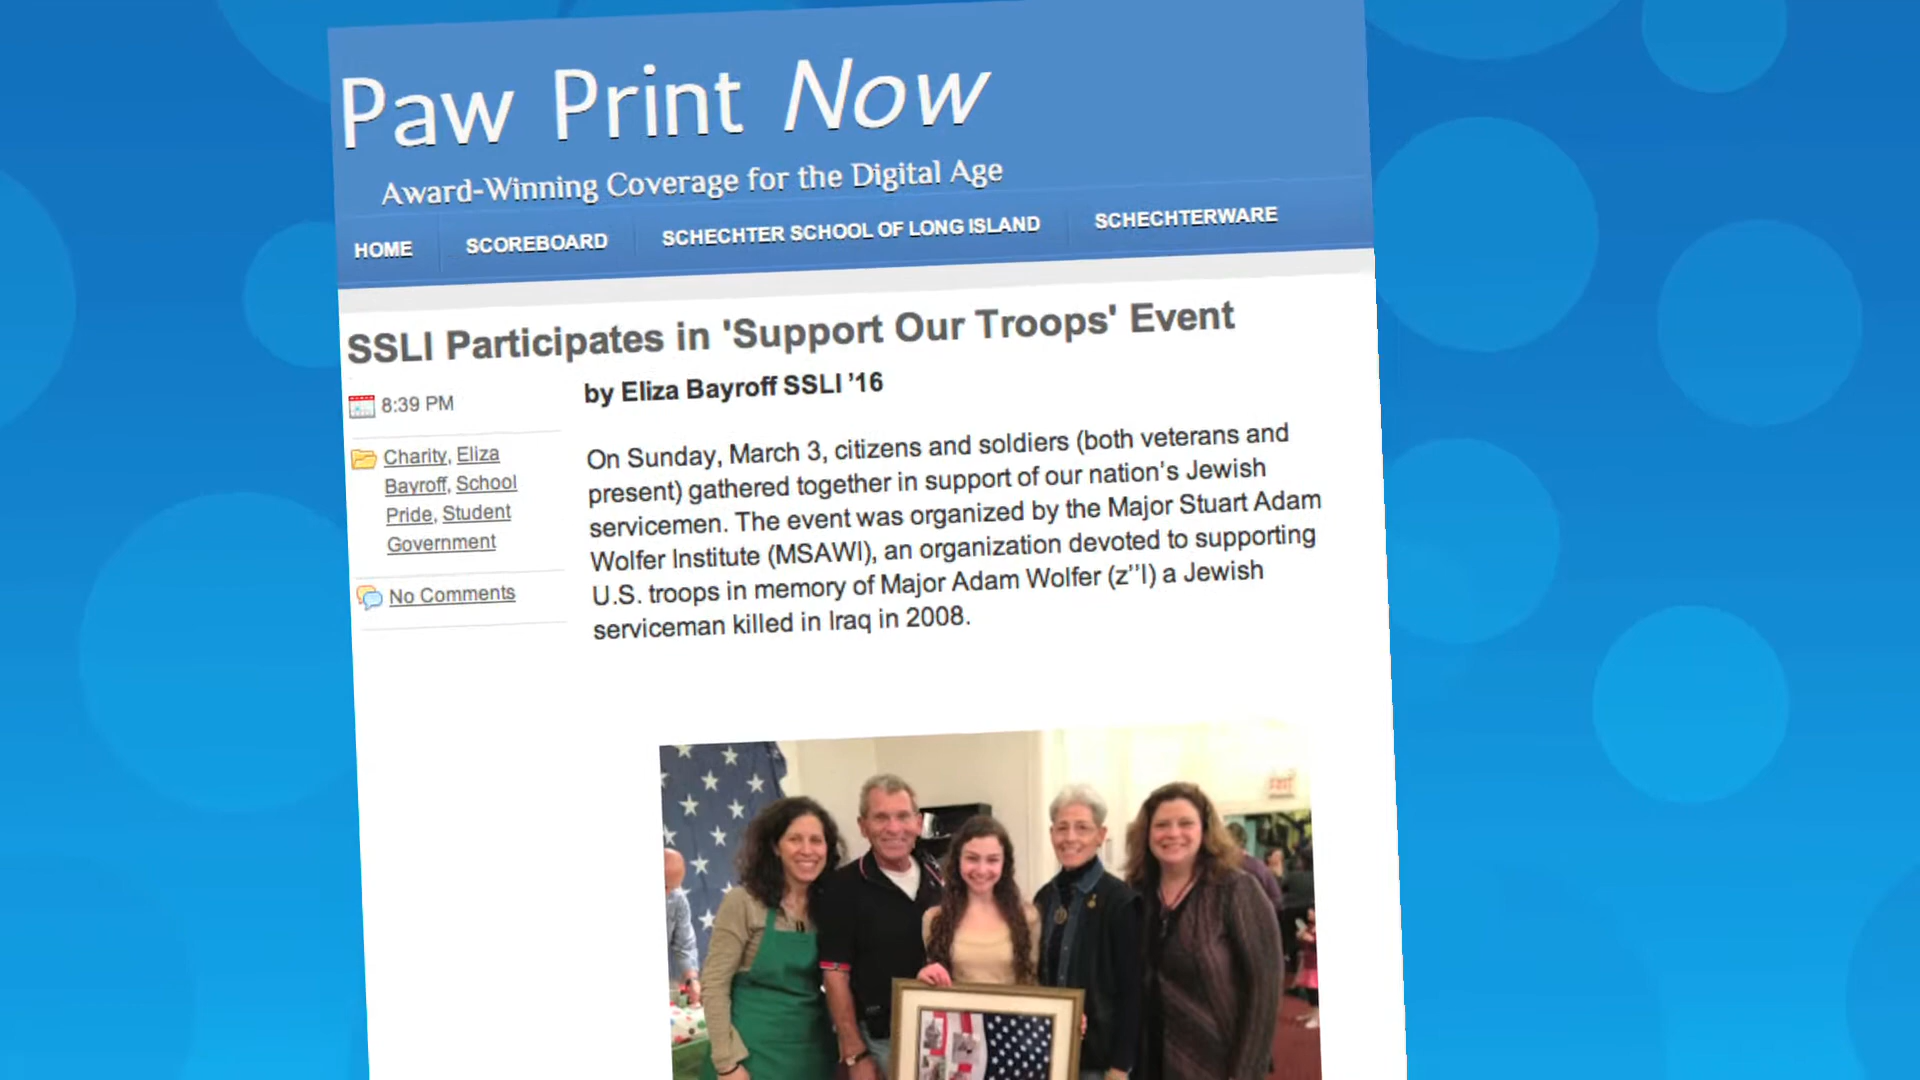 Paw Print Now
Award-Winning Coverage for the Digital Age
HOME SCOREBOARD SCHECHTER SCHOOL OF LONG ISLAND SCHECHTERWARE
SSLI Participates in 'Support Our Troops' Event
8:39 PM
Charity, Eliza
Bayroff, School
Pride, Student
Government
No Comments
by Eliza Bayroff SSLI ’16
On Sunday, March 3, citizens and soldiers (both veterans and
present) gathered together in support of our nation’s Jewish
servicemen. The event was organized by the Major Stuart Adam
Wolfer Institute (MSAWI), an organization devoted to supporting
U.S. troops in memory of Major Adam Wolfer (z’’l) a Jewish
serviceman killed in Iraq in 2008.
EXIT